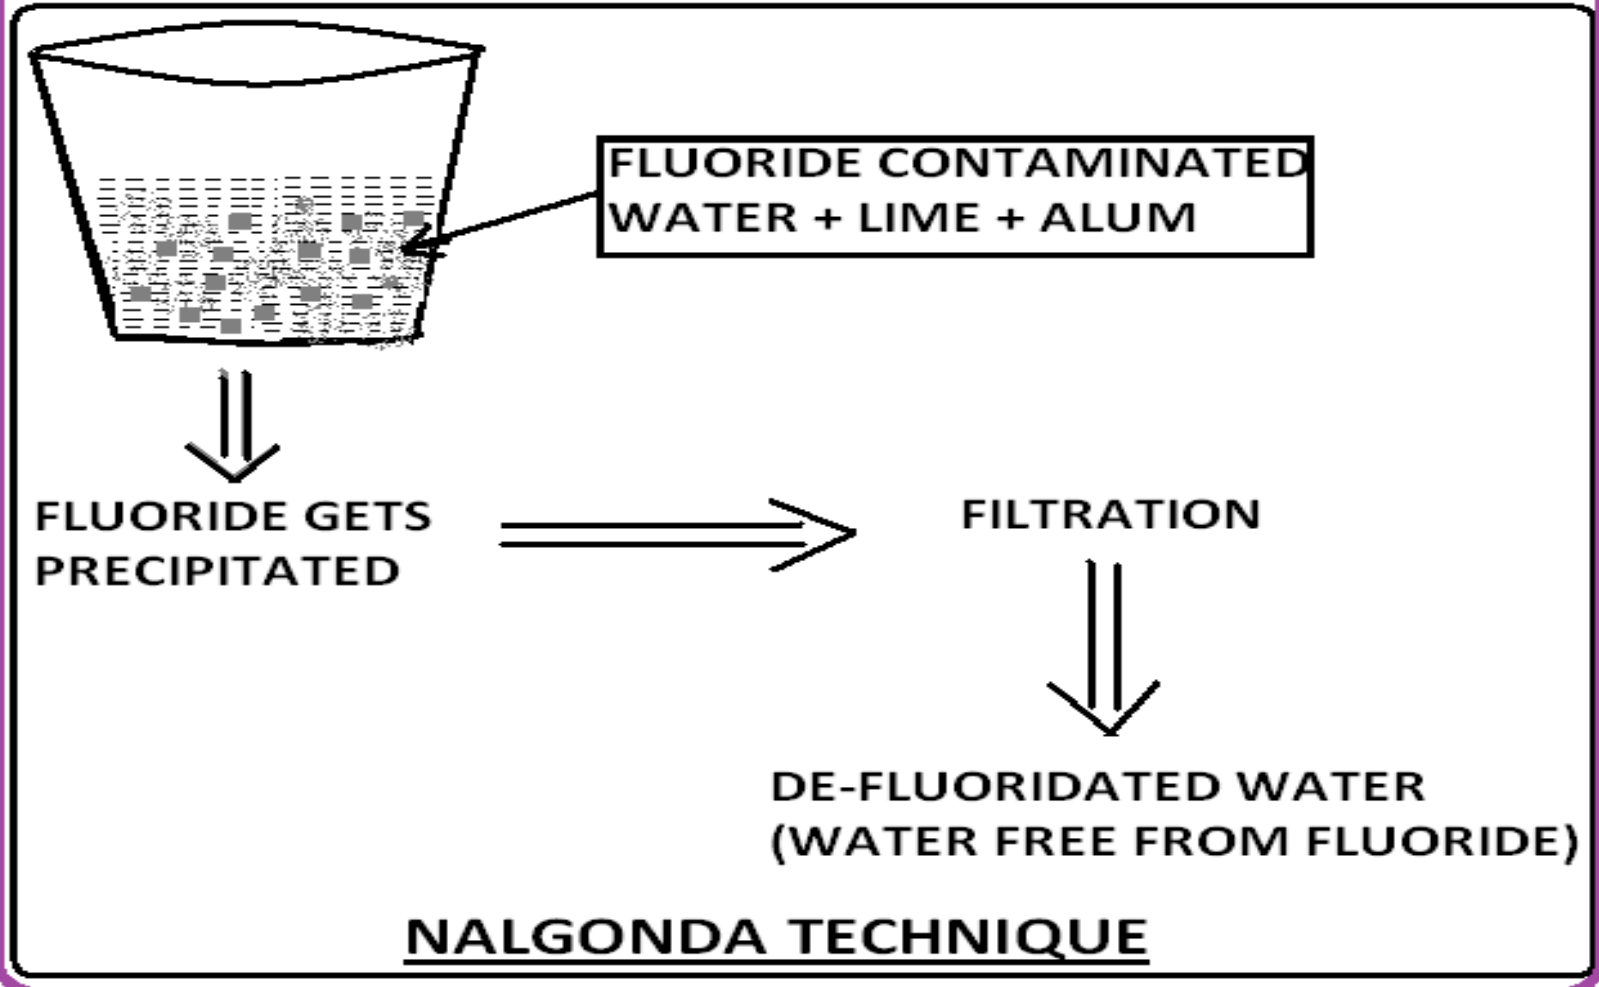 FLUORIDE CONTAMINATED
WATER + LIME + ALUM
FLUORIDE GETS
PRECIPITATED
FILTRATION
DE-FLUORIDATED WATER
(WATER FREE FROM FLUORIDE)
NALGONDA TECHNIQUE